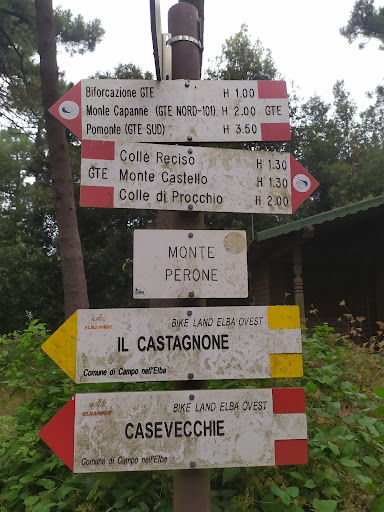 Biforcazione GTE H 1.00
Monte Capanne (GTE NORD-101) H 2.00 GTE
Pomonte (GTE SUD) H 3.50
Colle Reciso H 1.30
GTE Monte Castello H 1.30
Colle di Procchio H 2.00
MONTE
PERONE
BIKE LAND ELBA OVEST
IL CASTAGNONE
Comune di Campo nell'Elba
BIKE LAND ELBA OVEST
CASEVECCHIE
Comune di Campo nell'Elba